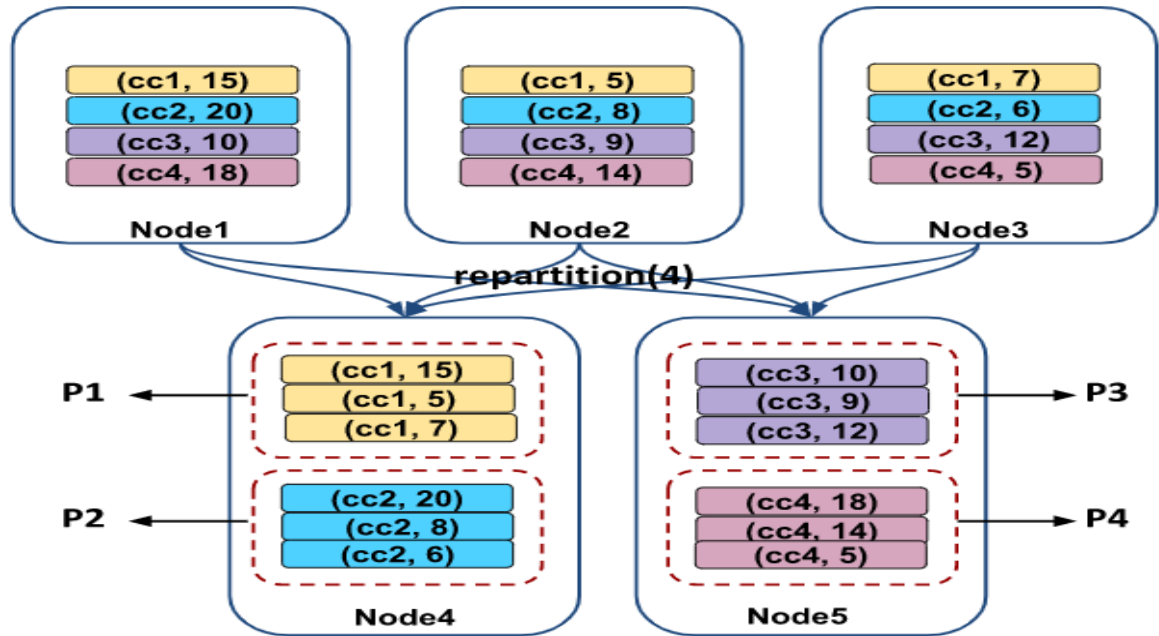 (cc1, 15)
(cc2, 20)
(cc3, 10)
(cc4, 18)
Node1
(cc1, 5)
(cc2, 8)
(cc3, 9)
(cc4, 14)
Node2
(cc1, 7)
(cc2, 6)
(cc3, 12)
(cc4, 5)
Node3
repartition(4)
P1
(cc1, 15)
(cc1, 5)
(cc1, 7)
P2
(cc2, 20)
(cc2, 8)
(cc2, 6)
Node4
(cc3, 10)
(cc3, 9)
(cc3, 12)
P3
(cc4, 18)
(cc4, 14)
(cc4, 5)
P4
Node5